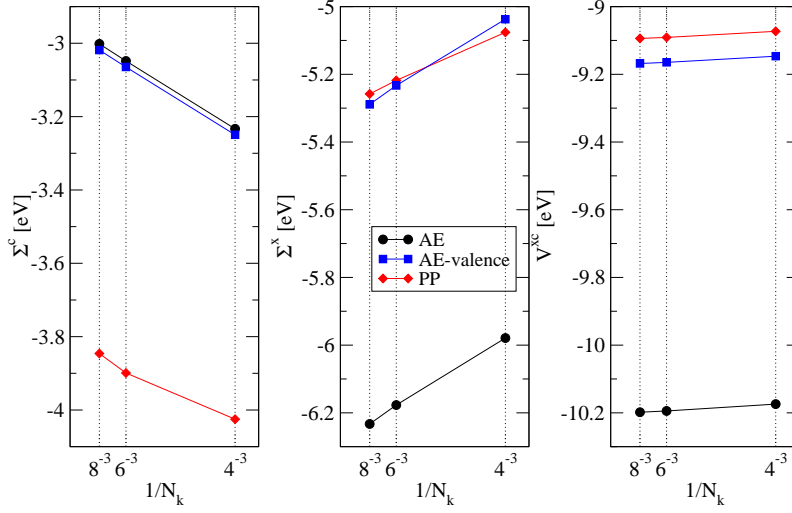 -3
-3.2
-3.4
-3.6
-3.8
-4
Σ^c [eV]
8^-3 6^-3 4^-3
1/N_k
-5
-5.2
-5.4
-5.6
-5.8
-6
-6.2
Σ^x [eV]
AE
AE-valence
PP
8^-3 6^-3 4^-3
1/N_k
-9
-9.2
-9.4
-9.6
-9.8
-10
-10.2
V^xc [eV]
8^-3 6^-3 4^-3
1/N_k